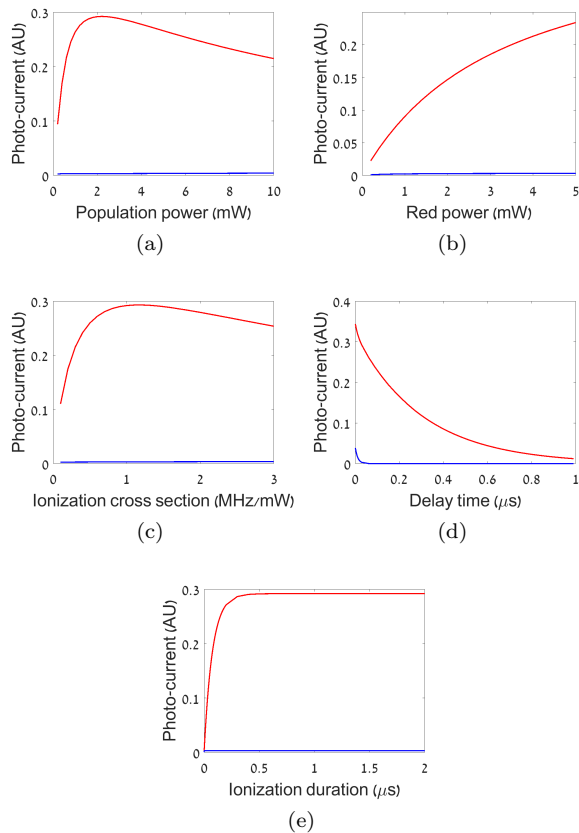 Photo-current (AU)
0.3
0.2
0.1
0
0 2 4 6 8 10
Population power (mW)
(a)
Photo-current (AU)
0.2
0.15
0.1
0.05
0
1 2 3 4 5
Red power (mW)
(b)
Photo-current (AU)
0.3
0.2
0.1
0
0 1 2 3
Ionization cross section (MHz/mW)
(c)
Photo-current (AU)
0.4
0.3
0.2
0.1
0
0 0.2 0.4 0.6 0.8 1
Delay time (μs)
(d)
Photo-current (AU)
0.3
0.2
0.1
0
0 0.5 1 1.5 2
Ionization duration (μs)
(e)